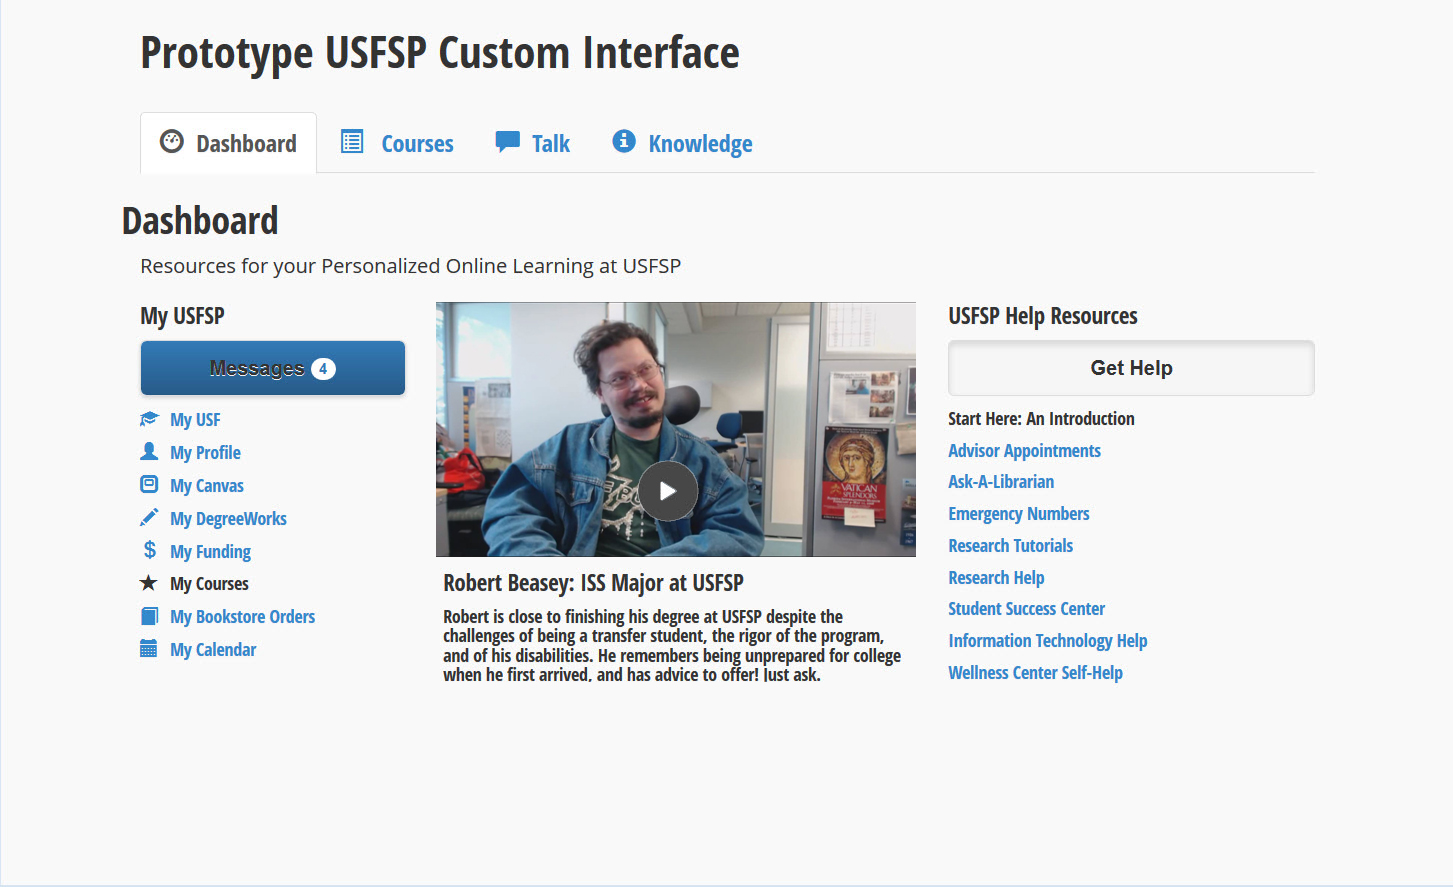 Prototype USFSP Custom Interface
Dashboard
Courses
Talk
Knowledge
Dashboard
Resources for your Personalized Online Learning at USFSP
My USFSP
Messages 4
My USF
My Profile
My Canvas
My DegreeWorks
$ My Funding
My Courses
My Bookstore Orders
My Calendar
VATICAN
SPLENDORS
Robert Beasey: ISS Major at USFSP
Robert is close to finishing his degree at USFSP despite the
challenges of being a transfer student, the rigor of the program,
and of his disabilities. He remembers being unprepared for college
when he first arrived, and has advice to offer! Just ask.
USFSP Help Resources
Get Help
Start Here: An Introduction
Advisor Appointments
Ask-A-Librarian
Emergency Numbers
Research Tutorials
Research Help
Student Success Center
Information Technology Help
Wellness Center Self-Help